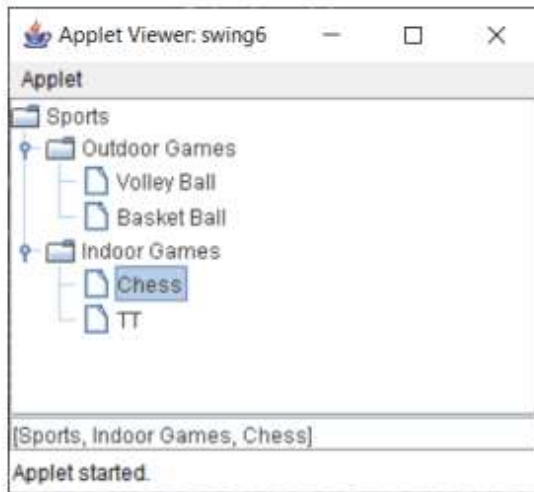 Applet Viewer: swing6
Applet
Sports
Outdoor Games
Volley Ball
Basket Ball
Indoor Games
Chess
TT
[Sports, Indoor Games, Chess]
Applet started.